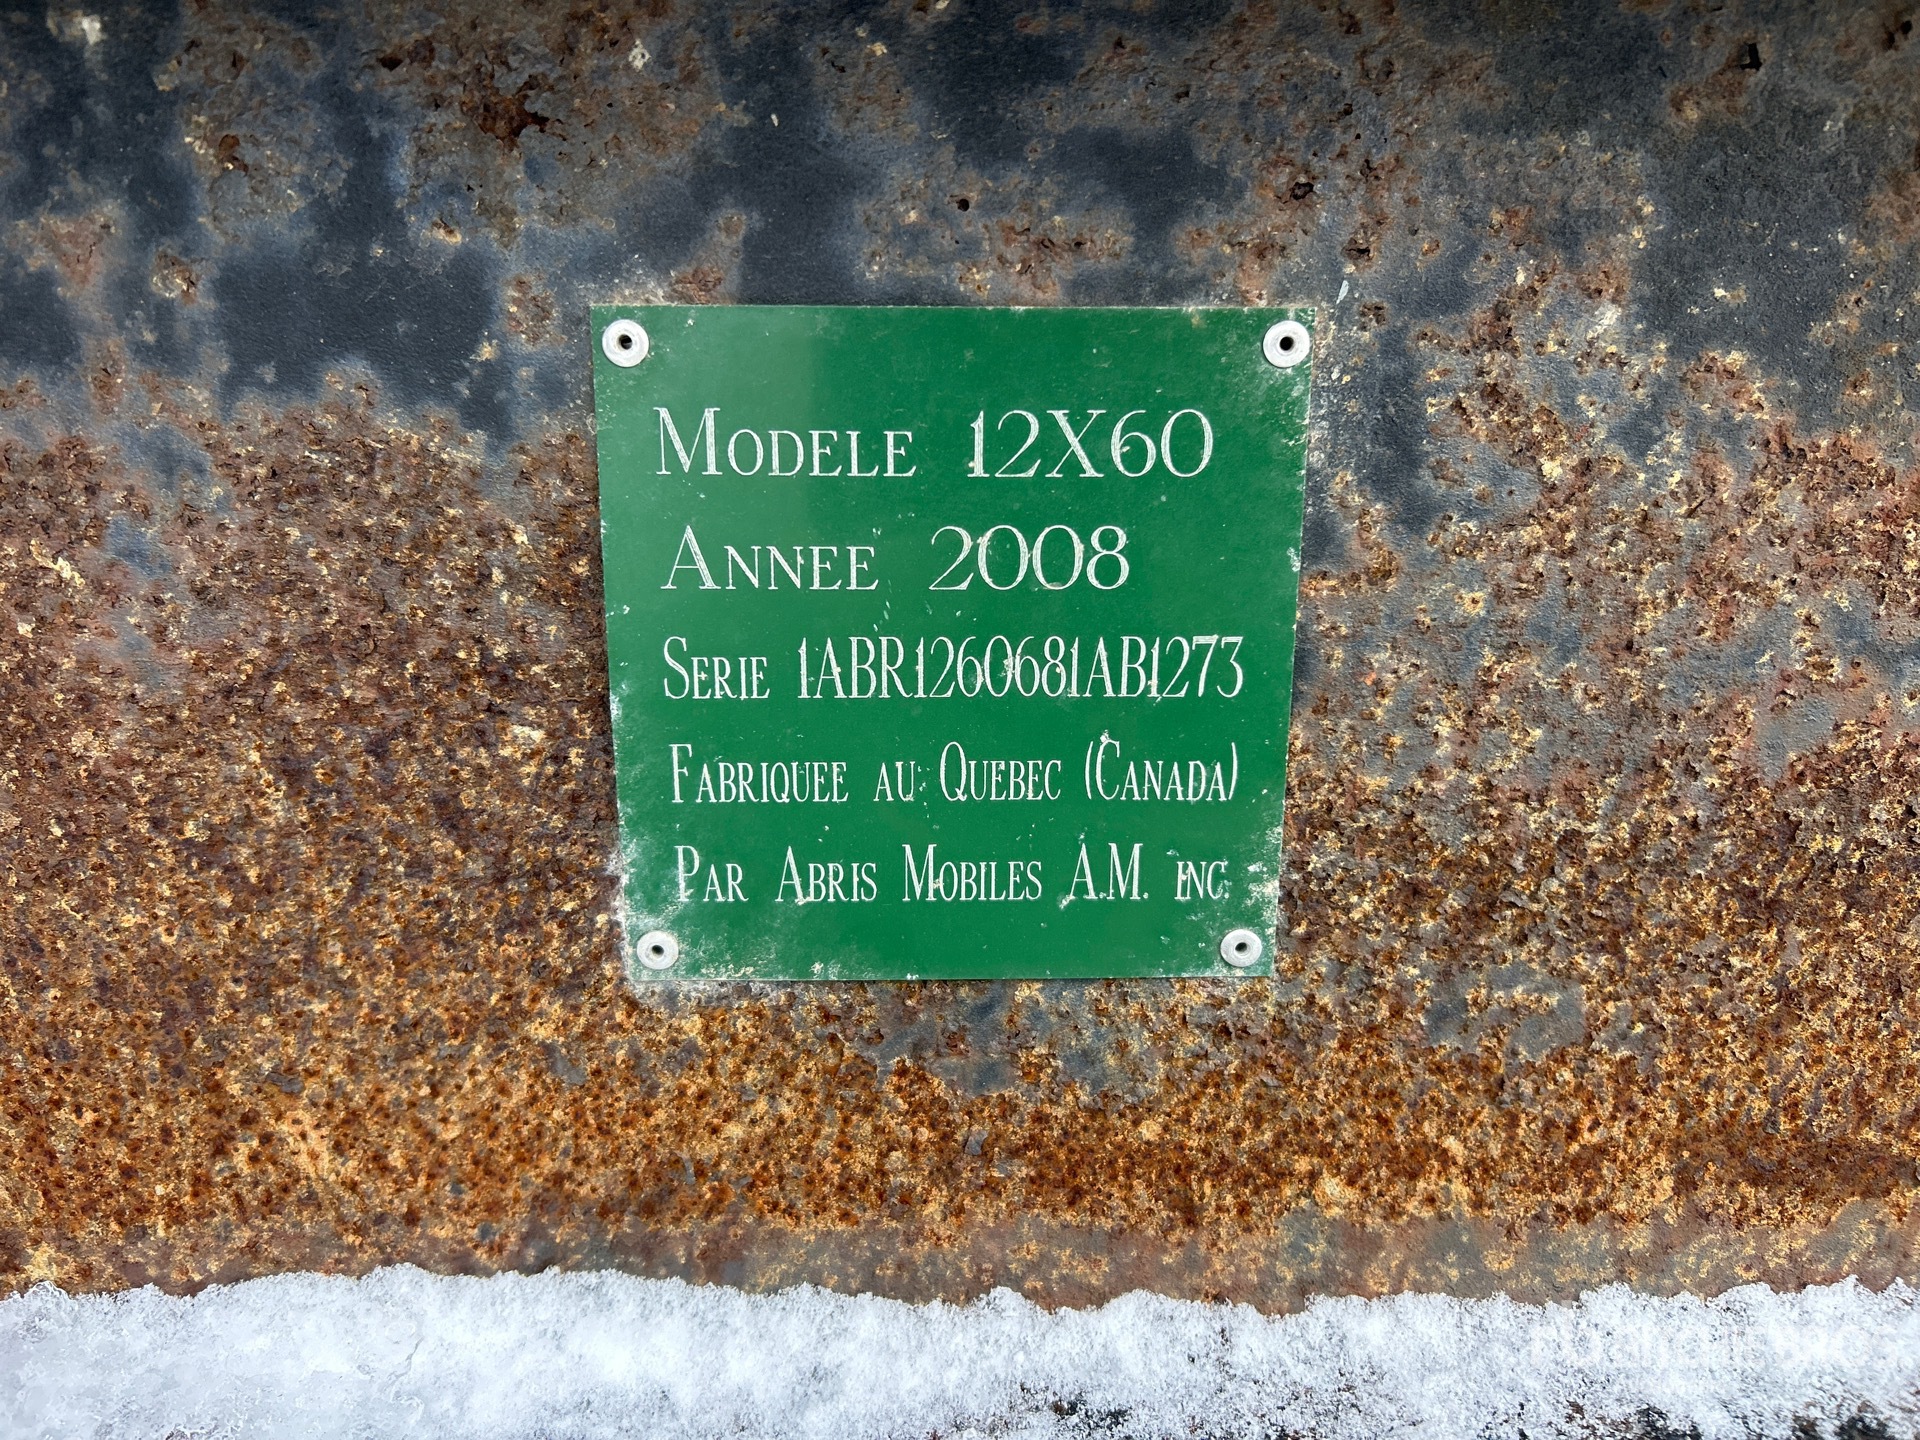 MODELE 12X60
ANNEE 2008
SERIE 1ABR1260681AB1273
FABRIQUEE AU QUEBEC (CANADA)
PAR ABRIS MOBILES A.M. INC.